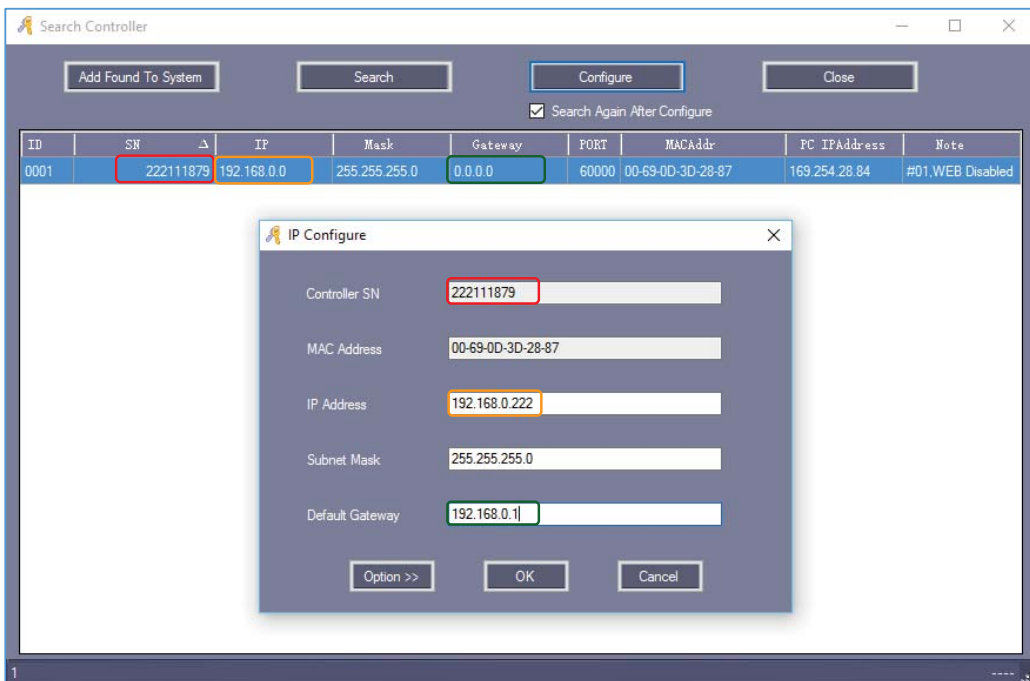 Search Controller
Add Found To System Search Configure Close
Search Again After Configure
ID SN IP Mask Gateway PORT MACAddr PC IPAddress Note
0001 222111879 192.168.0.0 255.255.255.0 0.0.0.0 60000 00-69-0D-3D-28-87 169.254.28.84 #01,WEB Disabled
IP Configure
Controller SN 222111879
MAC Address 00-69-0D-3D-28-87
IP Address 192.168.0.222
Subnet Mask 255.255.255.0
Default Gateway 192.168.0.1
Option >> OK Cancel
1 ----